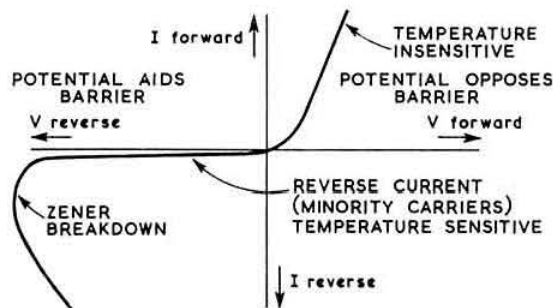 I forward
TEMPERATURE
INSENSITIVE
POTENTIAL AIDS
BARRIER
POTENTIAL OPPOSES
BARRIER
V reverse
V forward
ZENER
BREAKDOWN
REVERSE CURRENT
(MINORITY CARRIERS)
TEMPERATURE SENSITIVE
I reverse